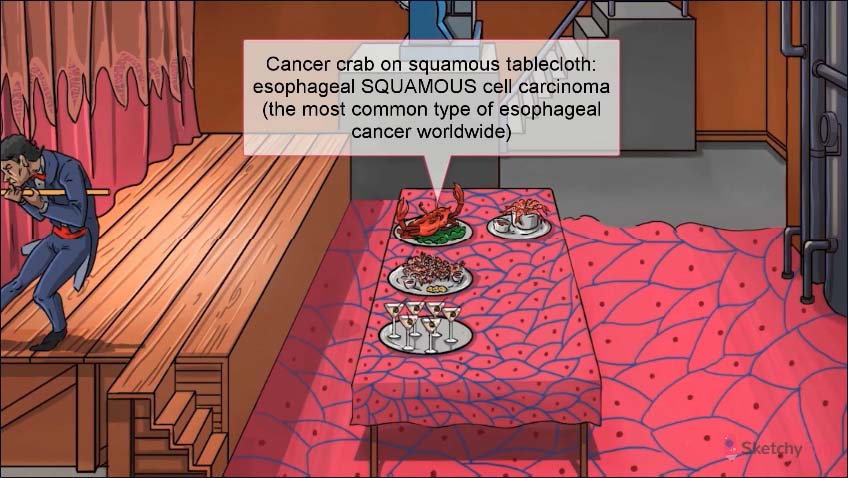 Cancer crab on squamous tablecloth:
esophageal SQUAMOUS cell carcinoma
(the most common type of esophageal
cancer worldwide)
Sketchy